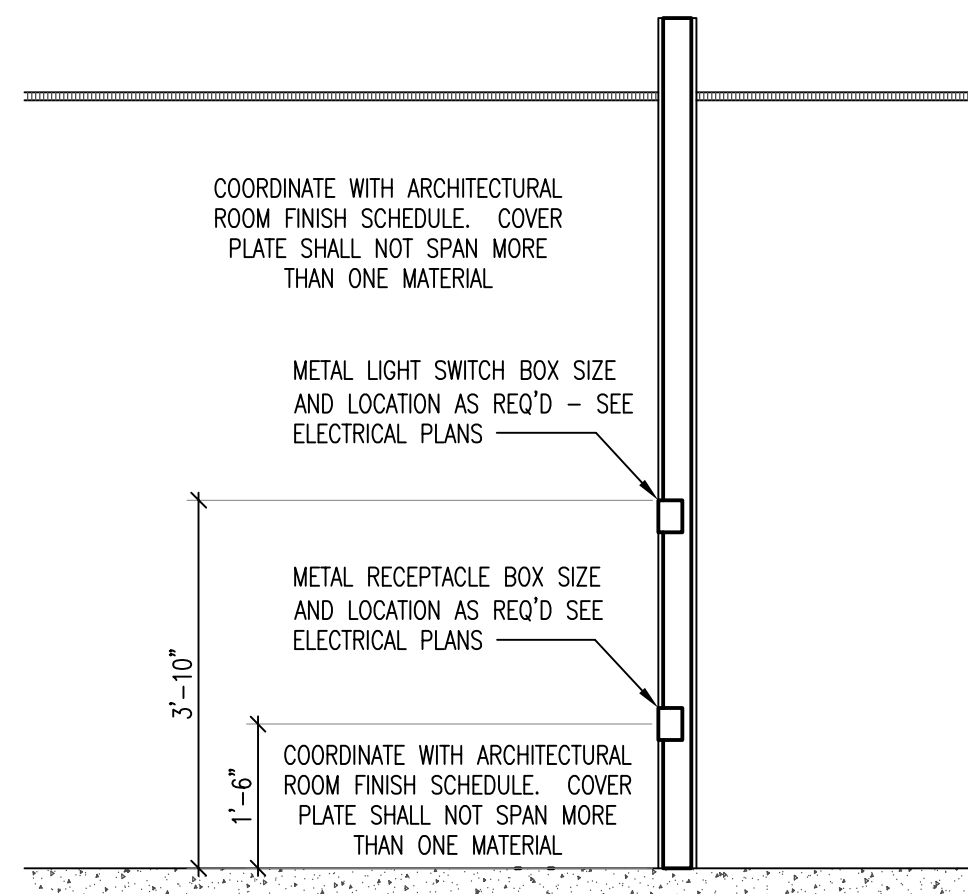 COORDINATE WITH ARCHITECTURAL
ROOM FINISH SCHEDULE. COVER
PLATE SHALL NOT SPAN MORE
THAN ONE MATERIAL
METAL LIGHT SWITCH BOX SIZE
AND LOCATION AS REQ'D – SEE
ELECTRICAL PLANS
METAL RECEPTACLE BOX SIZE
AND LOCATION AS REQ'D SEE
ELECTRICAL PLANS
3'–10"
1'–6"
COORDINATE WITH ARCHITECTURAL
ROOM FINISH SCHEDULE. COVER
PLATE SHALL NOT SPAN MORE
THAN ONE MATERIAL